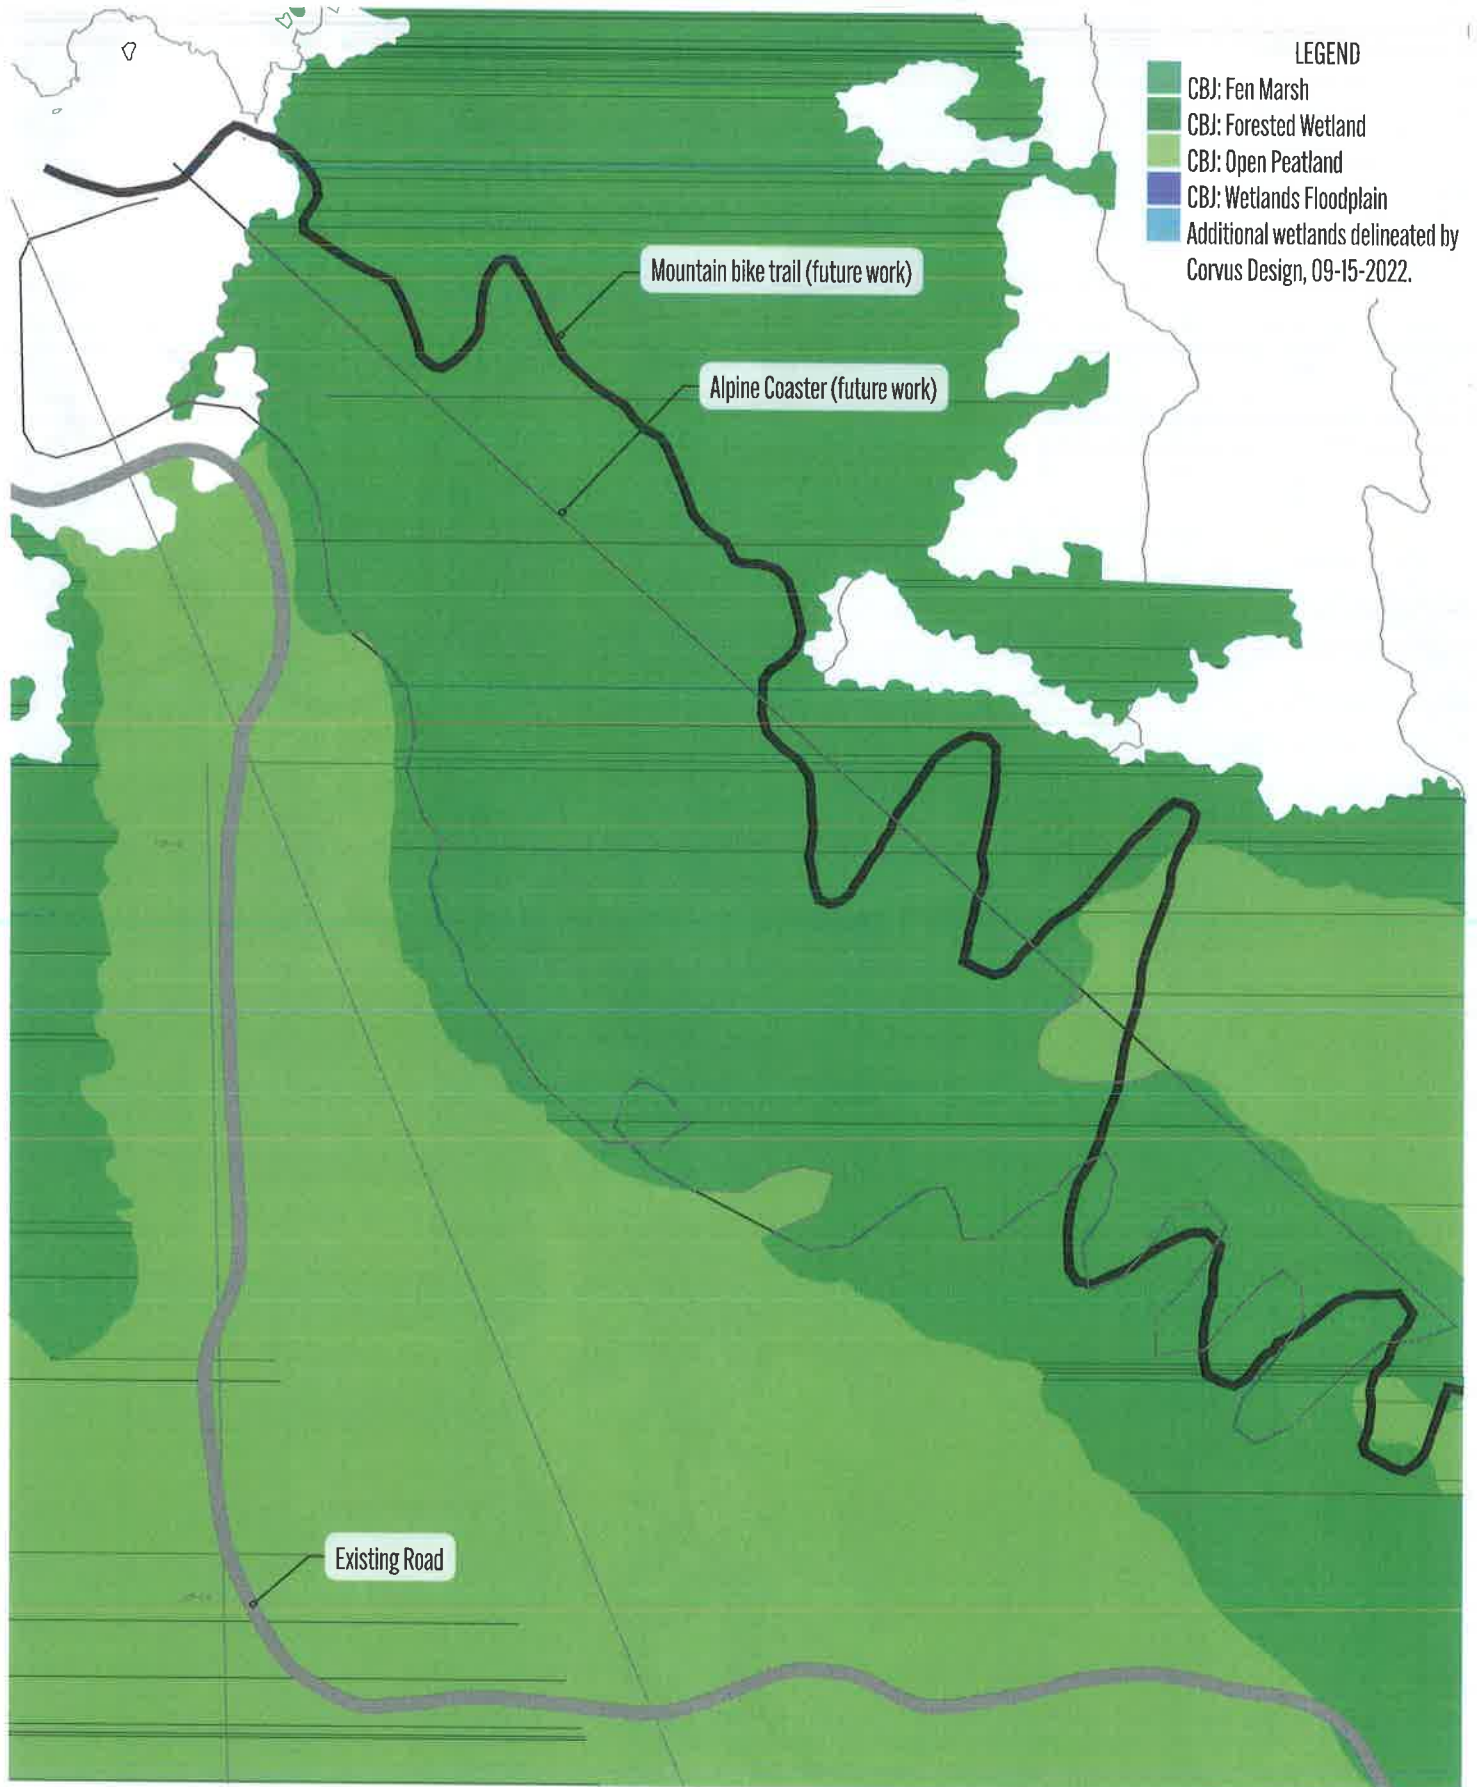 LEGEND
CBJ: Fen Marsh
CBJ: Forested Wetland
CBJ: Open Peatland
CBJ: Wetlands Floodplain
Additional wetlands delineated by
Corvus Design, 09-15-2022.
Mountain bike trail (future work)
Alpine Coaster (future work)
Existing Road